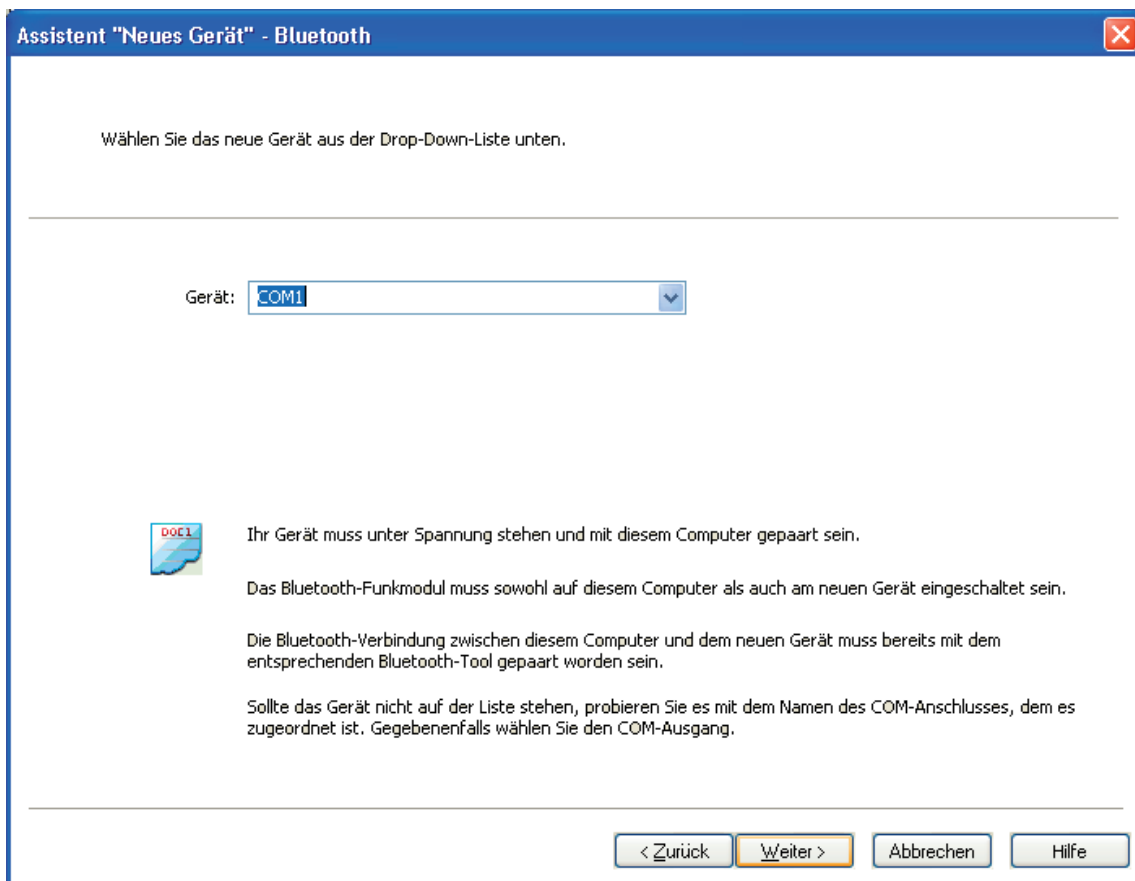 Assistent "Neues Gerät" - Bluetooth
Wählen Sie das neue Gerät aus der Drop-Down-Liste unten.
Gerät: COM1
DOC1
Ihr Gerät muss unter Spannung stehen und mit diesem Computer gepaart sein.
Das Bluetooth-Funkmodul muss sowohl auf diesem Computer als auch am neuen Gerät eingeschaltet sein.
Die Bluetooth-Verbindung zwischen diesem Computer und dem neuen Gerät muss bereits mit dem
entsprechenden Bluetooth-Tool gepaart worden sein.
Sollte das Gerät nicht auf der Liste stehen, probieren Sie es mit dem Namen des COM-Anschlusses, dem es
zugeordnet ist. Gegebenenfalls wählen Sie den COM-Ausgang.
< Zurück Weiter > Abbrechen Hilfe